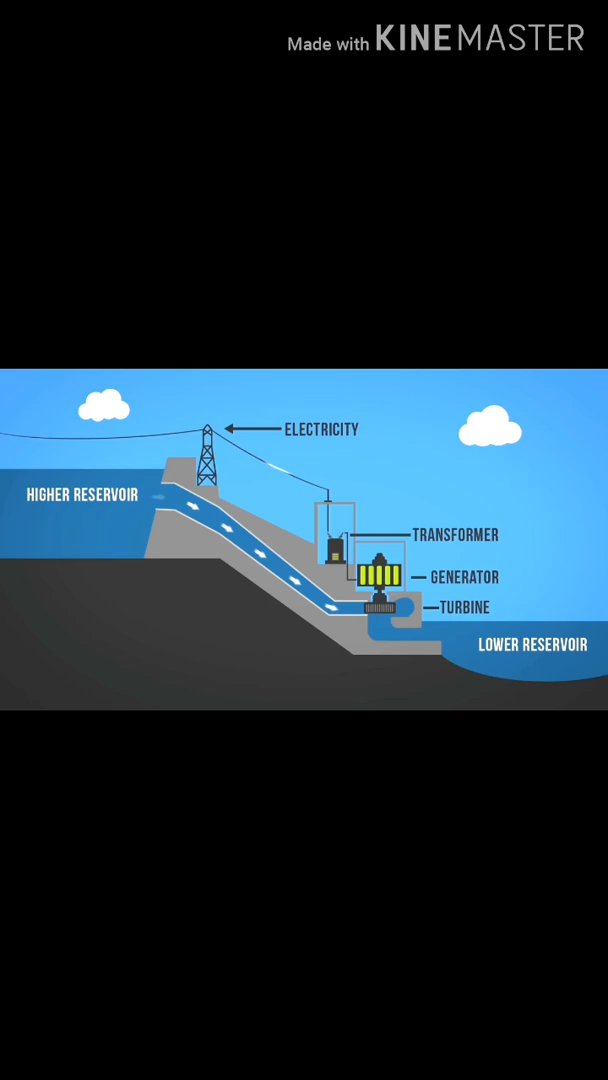 Made with KINEMASTER
ELECTRICITY
HIGHER RESERVOIR
TRANSFORMER
GENERATOR
TURBINE
LOWER RESERVOIR